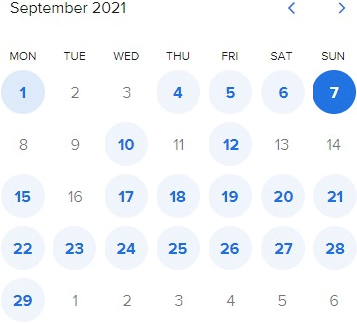 September 2021
MON TUE WED THU FRI SAT SUN
1 2 3 4 5 6 7
8 9 10 11 12 13 14
15 16 17 18 19 20 21
22 23 24 25 26 27 28
29 1 2 3 4 5 6